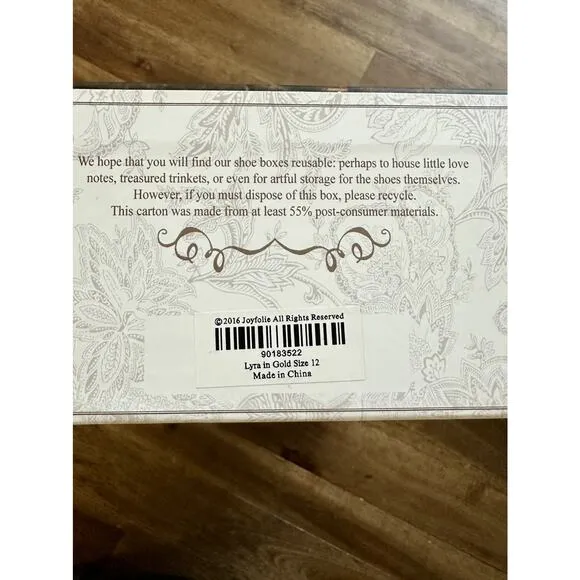 We hope that you will find our shoe boxes reusable: perhaps to house little love
notes, treasured trinkets, or even for artful storage for the shoes themselves.
However, if you must dispose of this box, please recycle.
This carton was made from at least 55% post-consumer materials.
©2016 Joyfolie All Rights Reserved
90183522
Lyra in Gold Size 12
Made in China